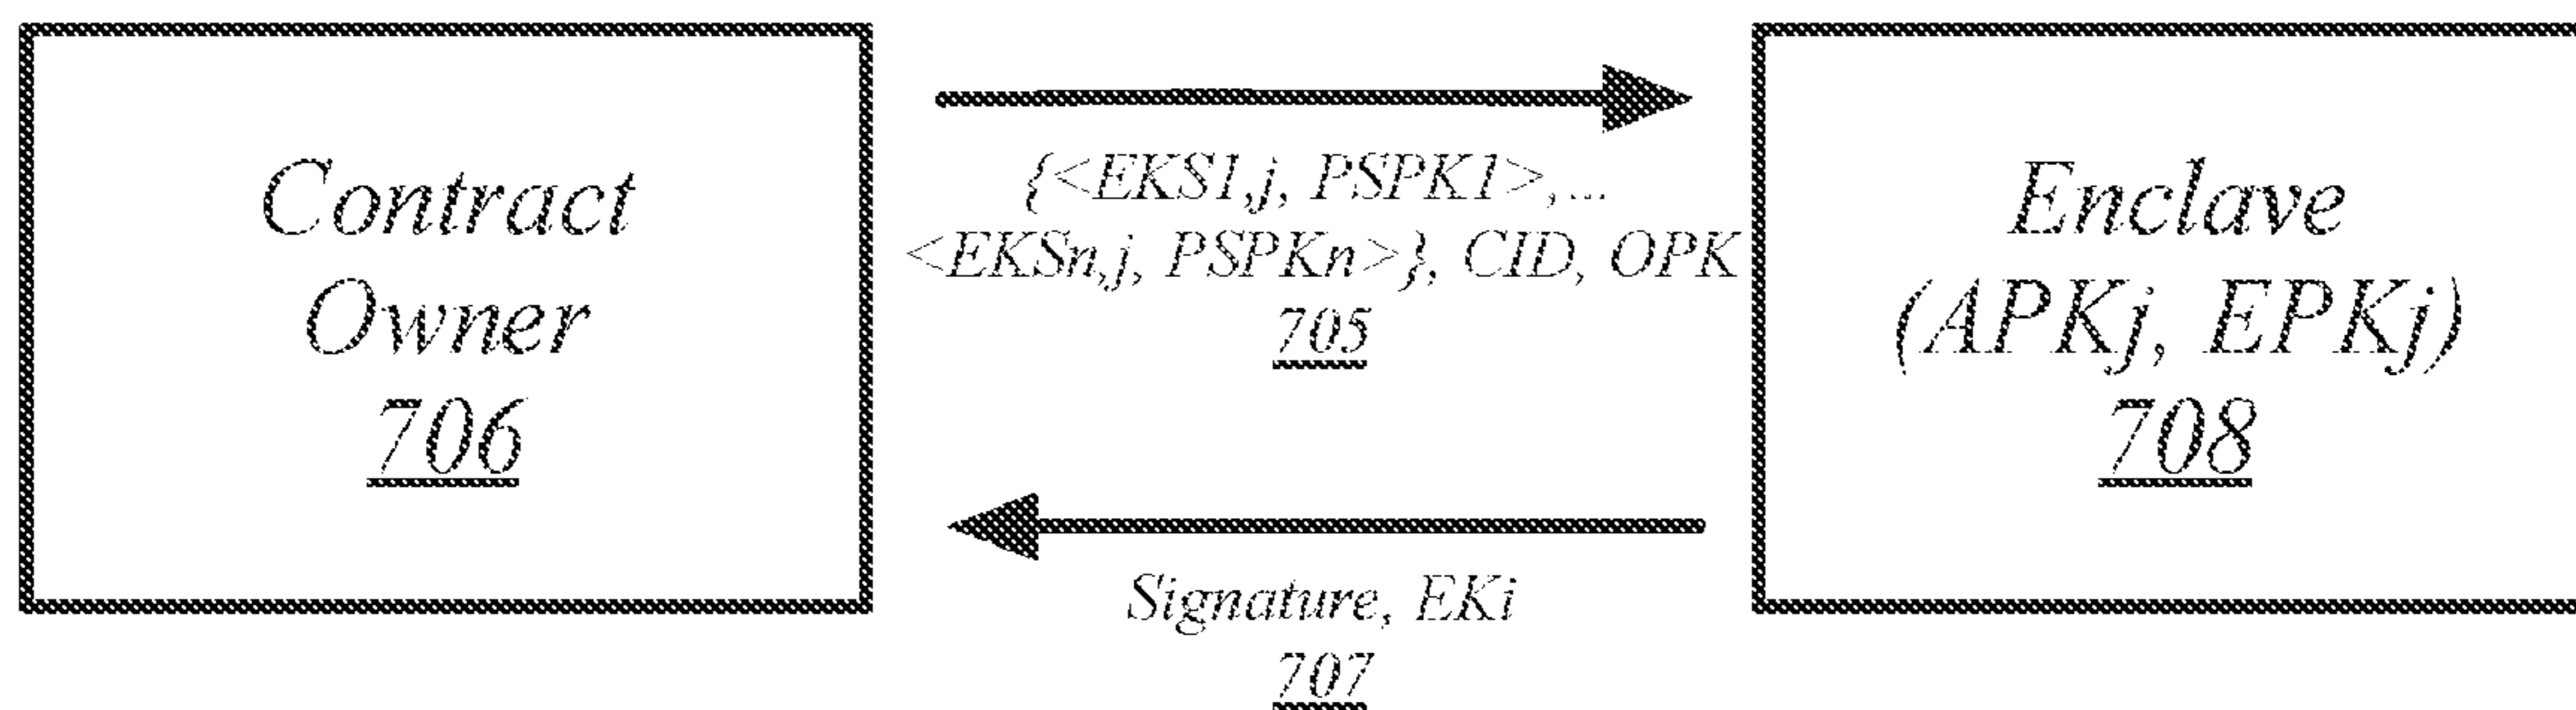 Contract
Owner
706
{<EKS1,j, PSPK1>,...
<EKSn,j, PSPKn>}, CID, OPK
705
Signature, EKi
707
Enclave
(APKj, EPKj)
708